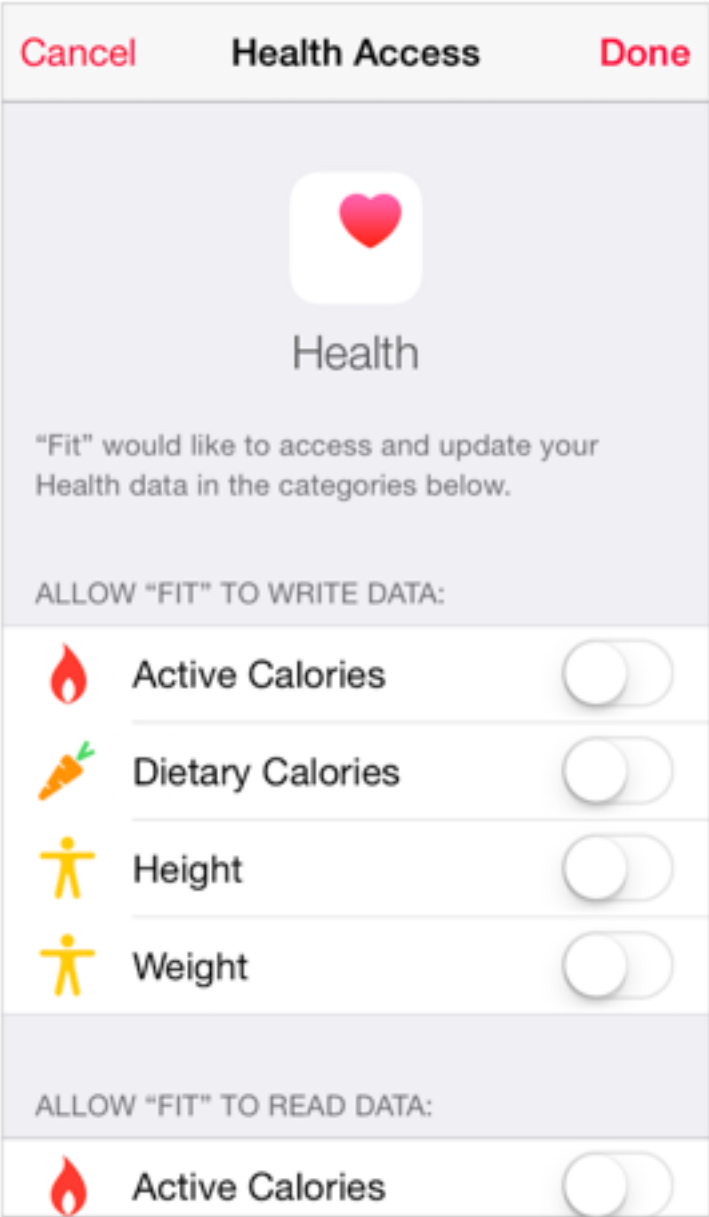 Cancel Health Access Done
Health
“Fit” would like to access and update your
Health data in the categories below.
ALLOW “FIT” TO WRITE DATA:
Active Calories
Dietary Calories
Height
Weight
ALLOW “FIT” TO READ DATA:
Active Calories